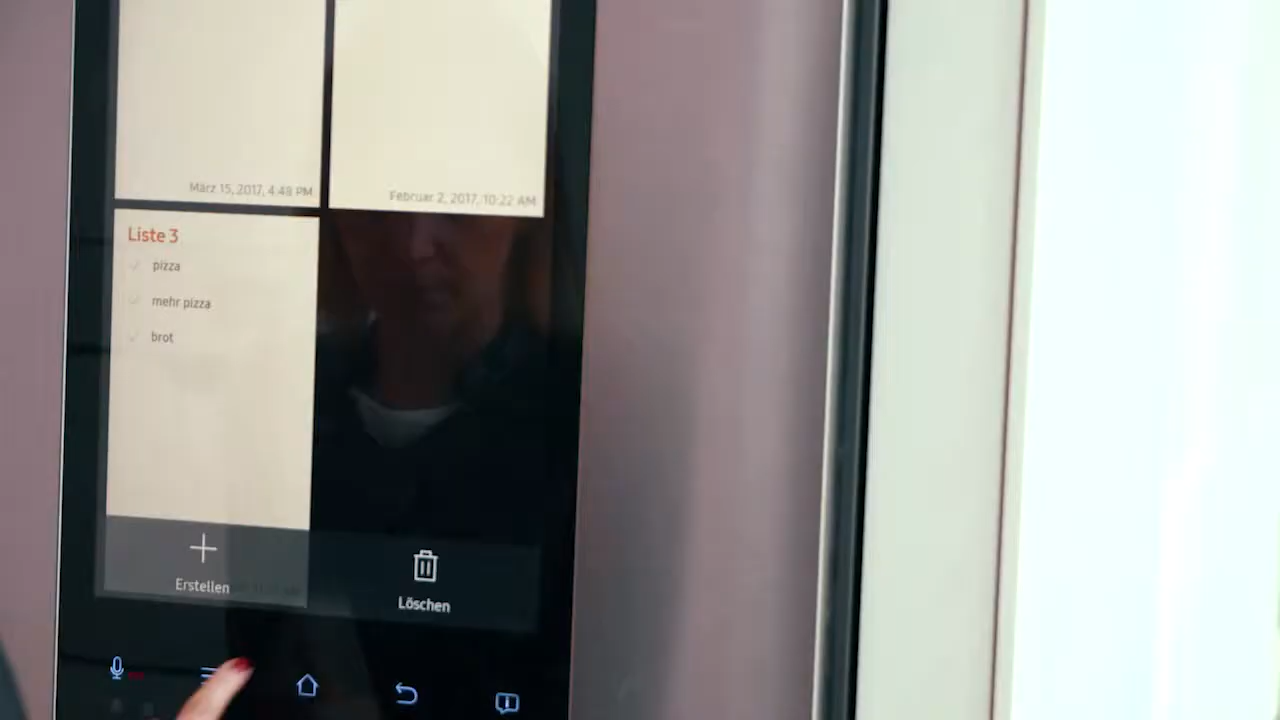 März 15, 2017, 4:48 PM
Februar 2, 2017, 10:22 AM
Liste 3
pizza
mehr pizza
brot
Erstellen
Löschen